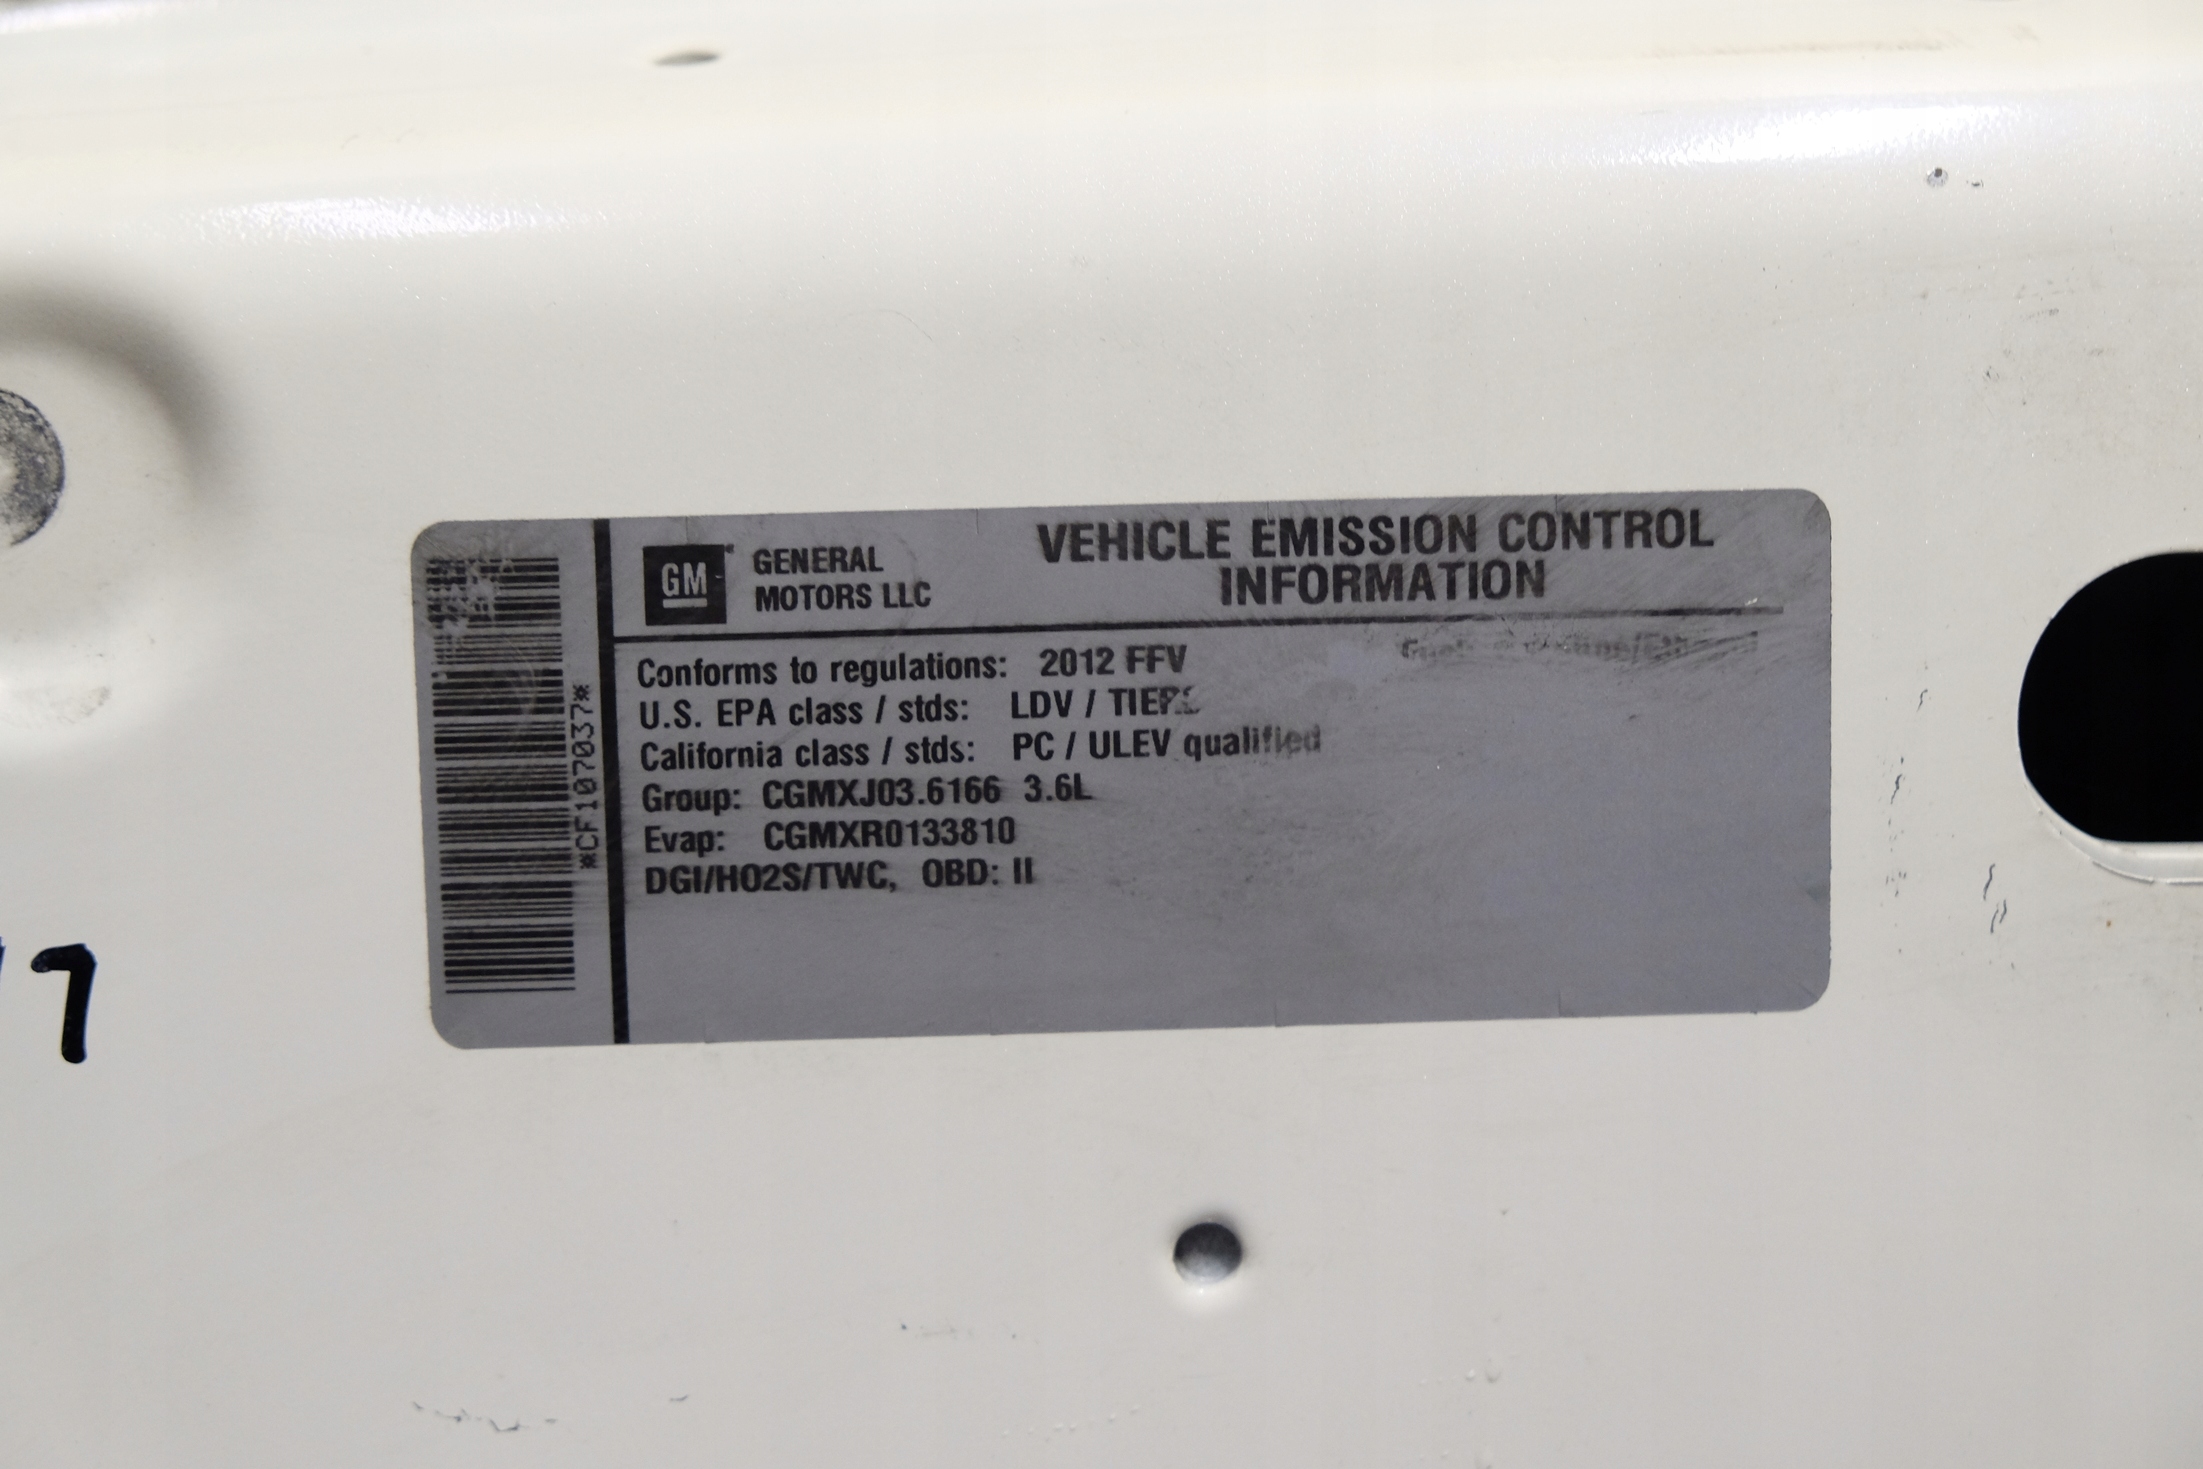 GM
GENERAL
MOTORS LLC
VEHICLE EMISSION CONTROL
INFORMATION
Conforms to regulations: 2012 FFV
U.S. EPA class / stds: LDV /
California class / stds: PC / ULEV qualified
Group: CGMXJ03.6166 3.6L
Evap: CGMXR0133810
DGI/HO2S/TWC, OBD: II
*CF107037*
7